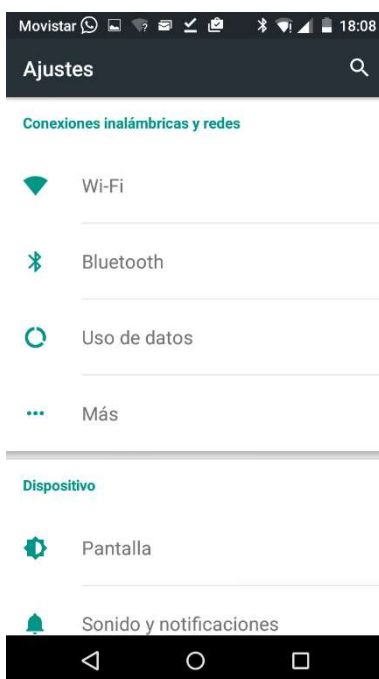 Movistar 18:08
Ajustes
Conexiones inalámbricas y redes
Wi-Fi
Bluetooth
Uso de datos
Más
Dispositivo
Pantalla
Sonido y notificaciones